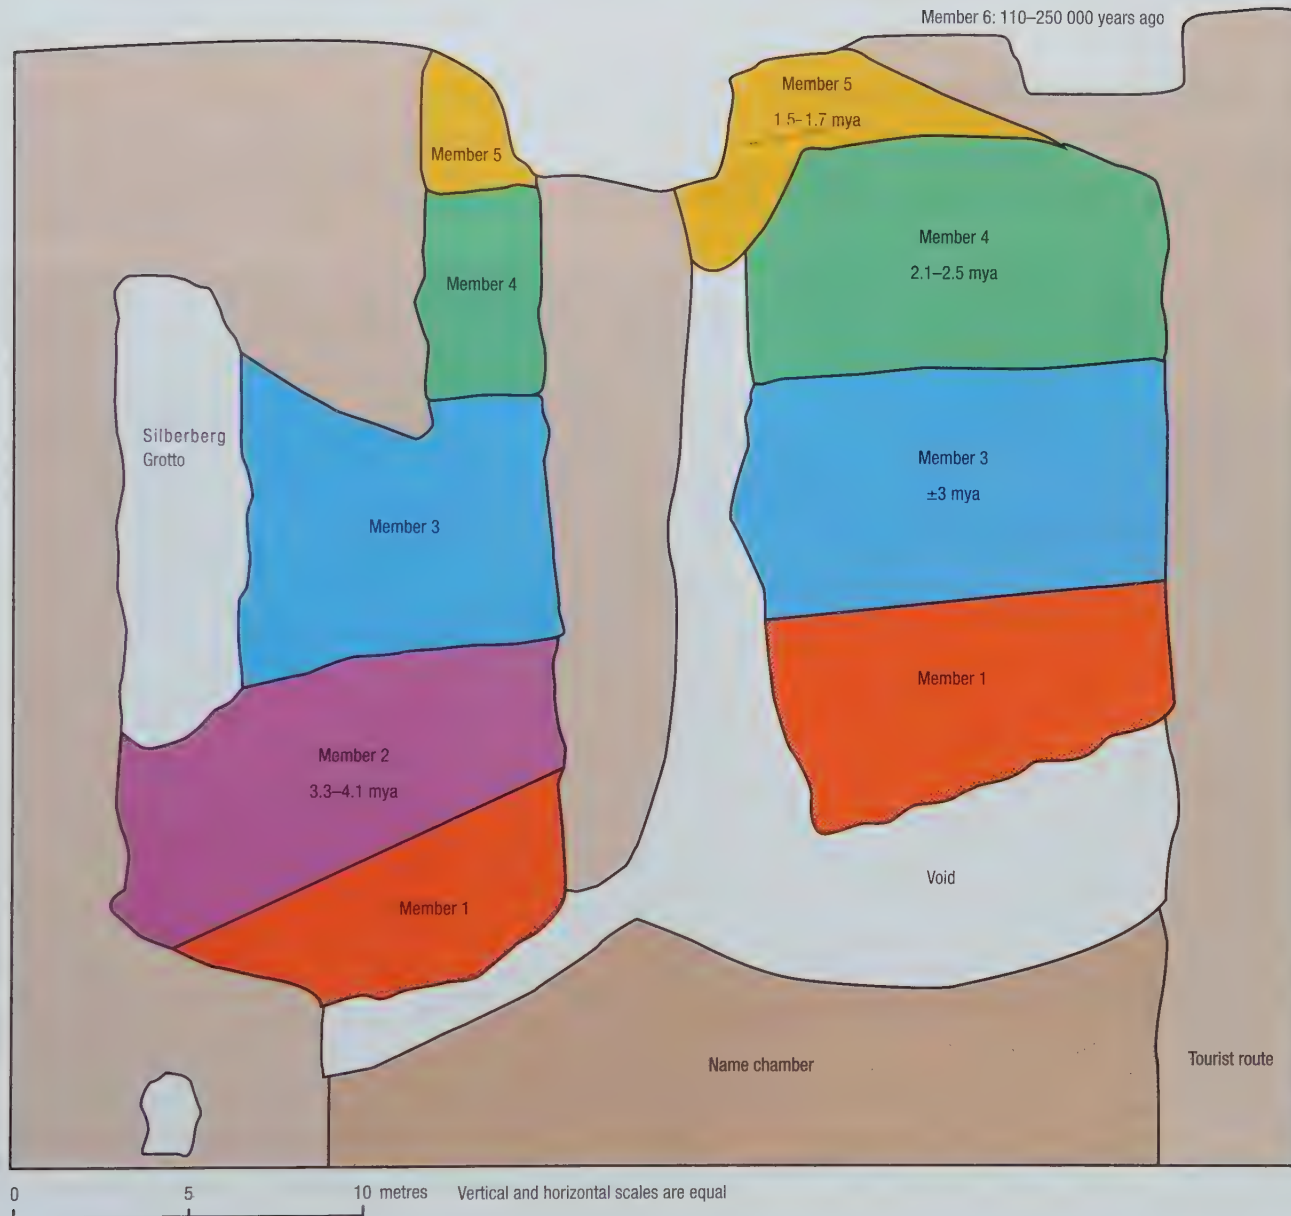 Member 6: 110–250 000 years ago
Member 5
1.5–1.7 mya
Member 5
Member 4
2.1–2.5 mya
Member 4
Silberberg
Grotto
Member 3
±3 mya
Member 3
Member 1
Member 2
3.3–4.1 mya
Void
Member 1
Name chamber
Tourist route
0 5 10 metres Vertical and horizontal scales are equal